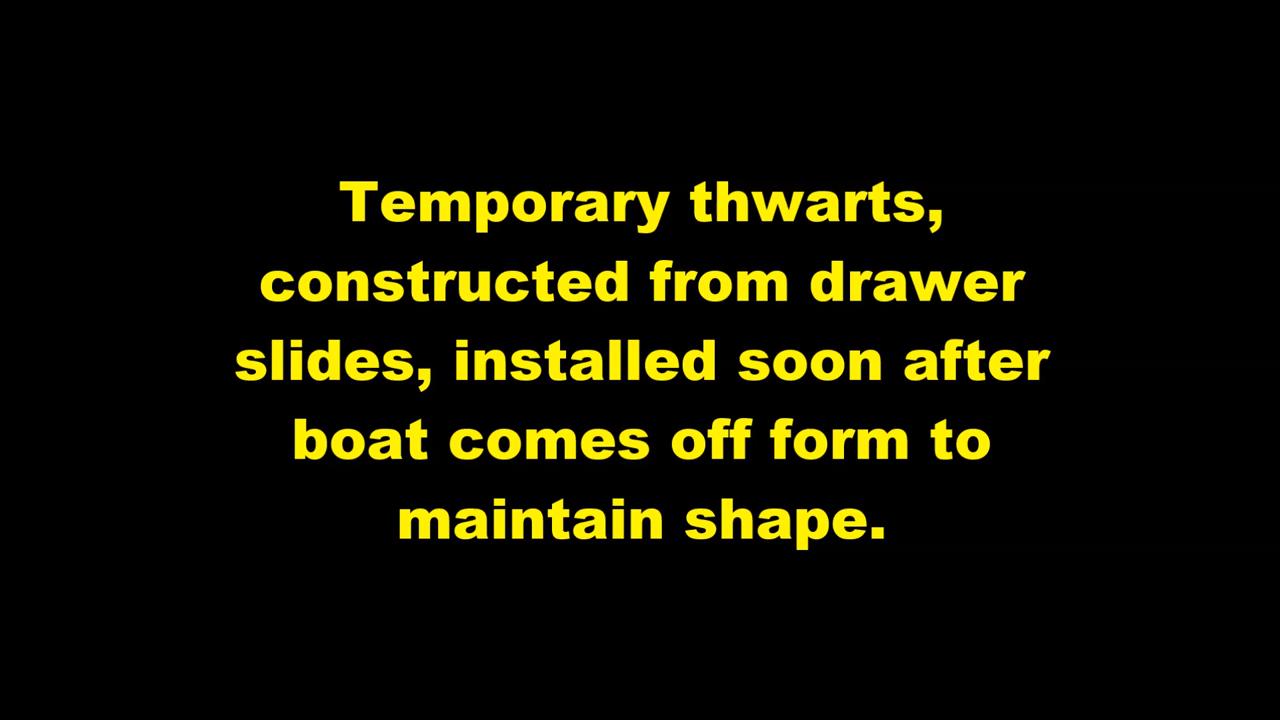 Temporary thwarts,
constructed from drawer
slides, installed soon after
boat comes off form to
maintain shape.